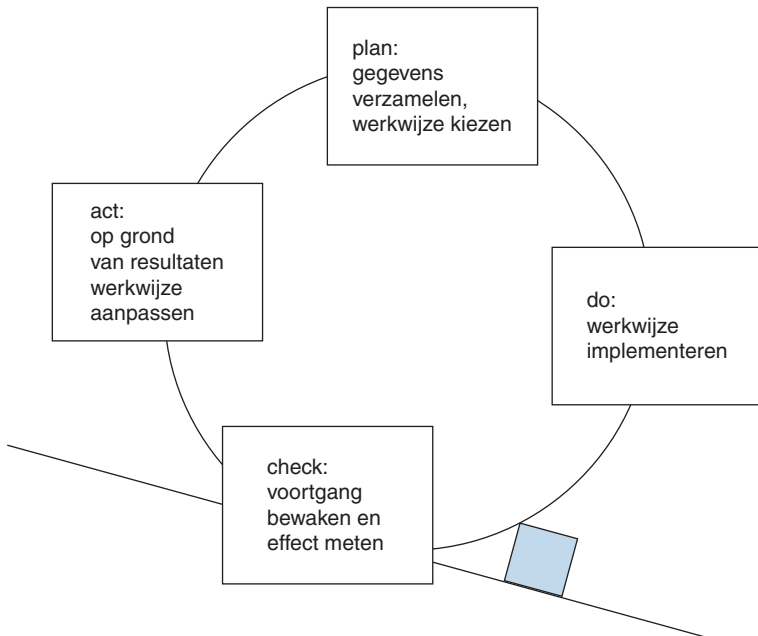 plan:
gegevens
verzamelen,
werkwijze kiezen
do:
werkwijze
implementeren
check:
voortgang
bewaken en
effect meten
act:
op grond
van resultaten
werkwijze
aanpassen